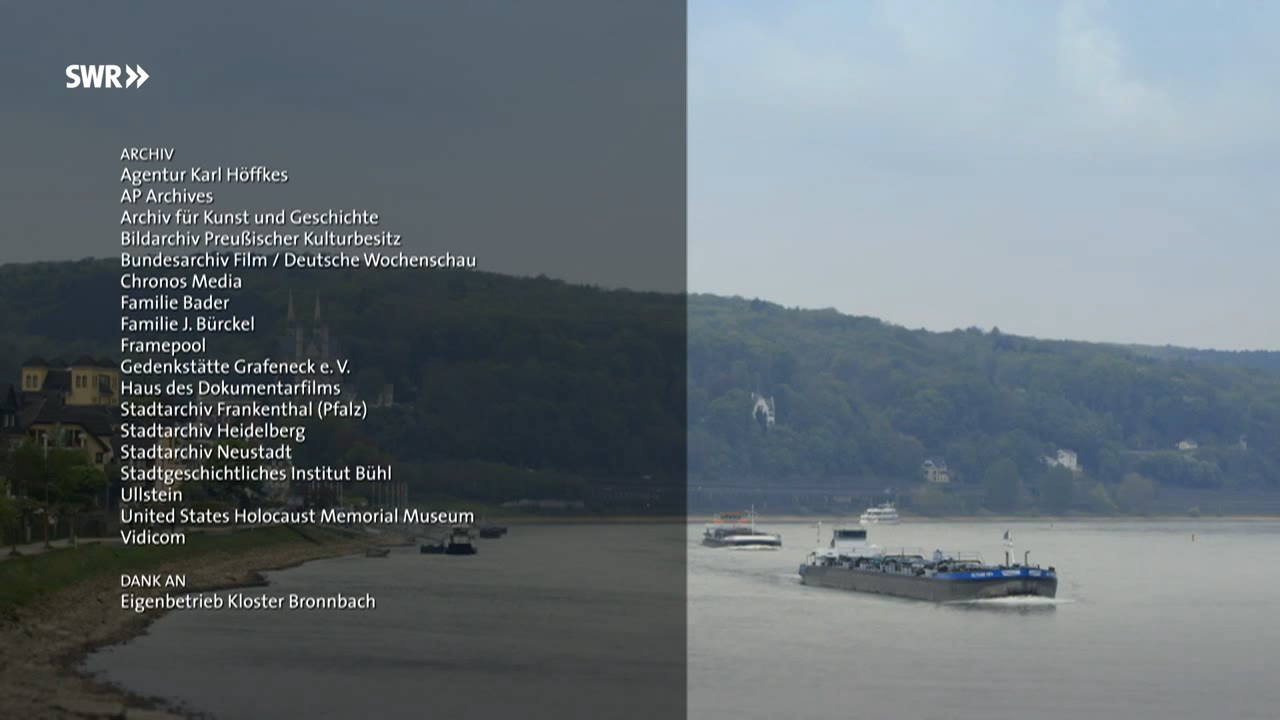 SWR
ARCHIV
Agentur Karl Höffkes
AP Archives
Archiv für Kunst und Geschichte
Bildarchiv Preußischer Kulturbesitz
Bundesarchiv Film / Deutsche Wochenschau
Chronos Media
Familie Bader
Familie J. Bürckel
Framepool
Gedenkstätte Grafeneck e. V.
Haus des Dokumentarfilms
Stadtarchiv Frankenthal (Pfalz)
Stadtarchiv Heidelberg
Stadtarchiv Neustadt
Stadtgeschichtliches Institut Bühl
Ullstein
United States Holocaust Memorial Museum
Vidicom
DANK AN
Eigenbetrieb Kloster Bronnbach